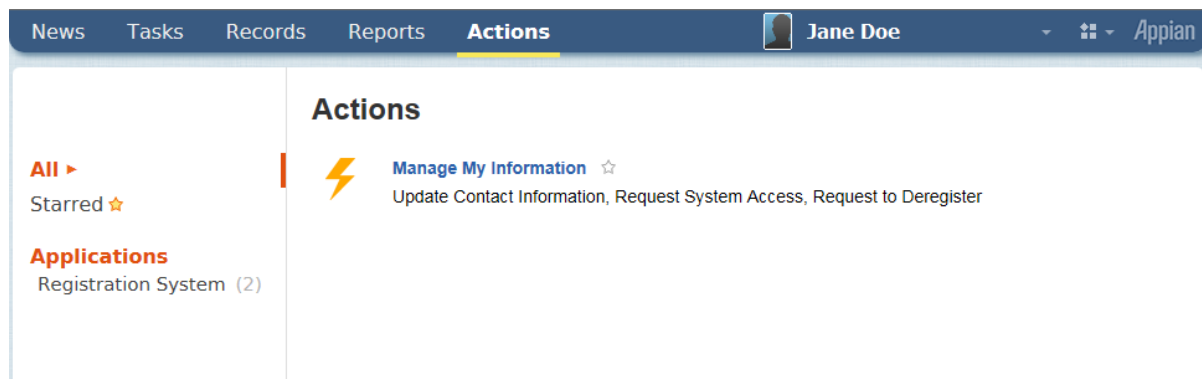 News Tasks Records Reports Actions Jane Doe Appian
Actions
All
Manage My Information
Starred
Update Contact Information, Request System Access, Request to Deregister
Applications
Registration System (2)